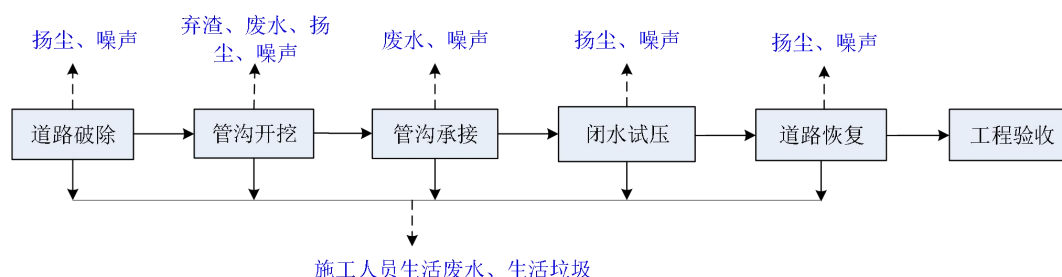 扬尘、噪声
弃渣、废水、扬
尘、噪声
废水、噪声
扬尘、噪声
扬尘、噪声
道路破除
管沟开挖
管沟承接
闭水试压
道路恢复
工程验收
施工人员生活废水、生活垃圾